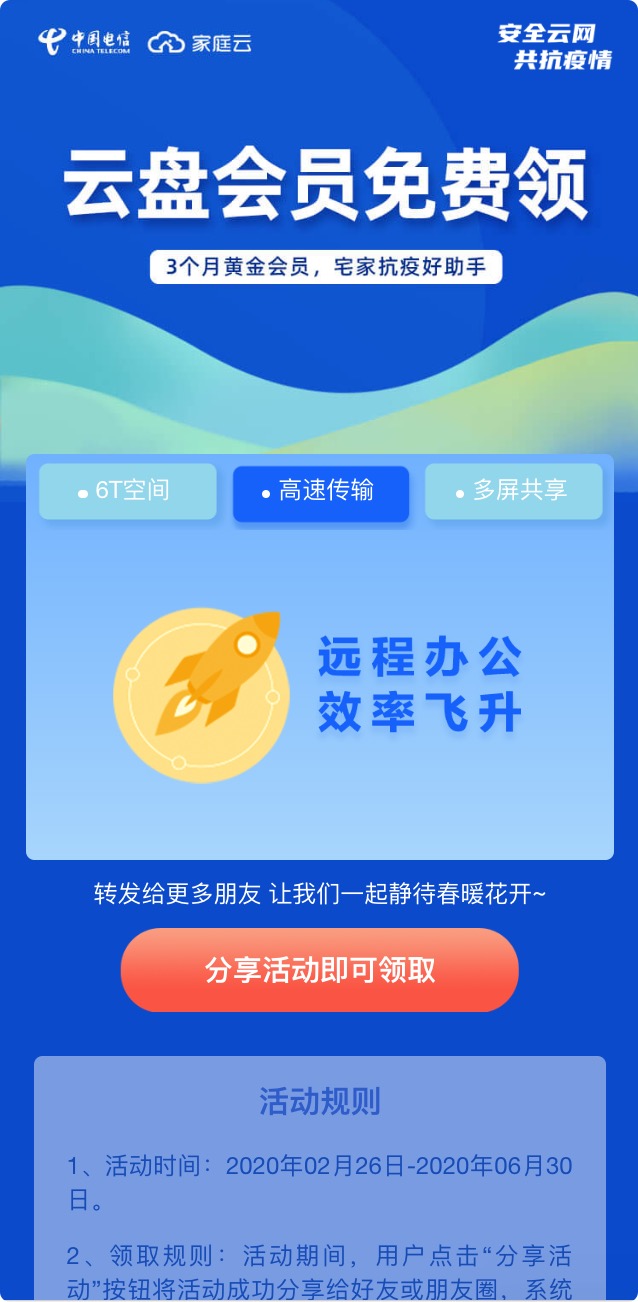 中国电信
CHINA TELECOM
家庭云
安全云网
共抗疫情
云盘会员免费领
3个月黄金会员，宅家抗疫好助手
6T空间
高速传输
多屏共享
远程办公
效率飞升
转发给更多朋友 让我们一起静待春暖花开~
分享活动即可领取
活动规则
1、活动时间：2020年02月26日-2020年06月30
日。
2、领取规则：活动期间，用户点击“分享活
动”按钮将活动成功分享给好友或朋友圈，系统